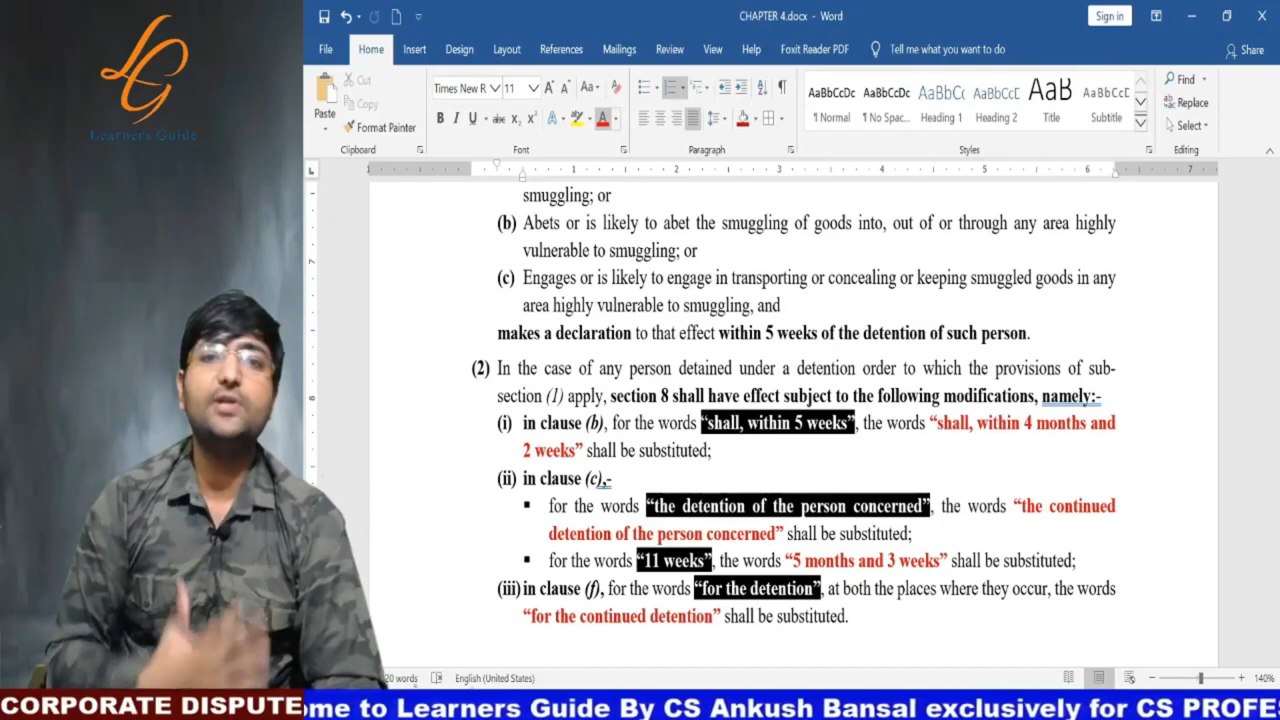 CHAPTER 4.docx - Word
Sign in
File Home Insert Design Layout References Mailings Review View Help Foxit Reader PDF Tell me what you want to do Share
Paste
Cut
Copy
Format Painter
Clipboard
Times New R 11
Font
Paragraph
AaBbCcDc AaBbCcDc AaBbCc AaBbCcE AaB AaBbCcE
¶ Normal ¶ No Spac... Heading 1 Heading 2 Title Subtitle
Styles
Find
Replace
Select
Editing
LG
Learners Guide
smuggling; or
(b) Abets or is likely to abet the smuggling of goods into, out of or through any area highly
vulnerable to smuggling; or
(c) Engages or is likely to engage in transporting or concealing or keeping smuggled goods in any
area highly vulnerable to smuggling, and
makes a declaration to that effect within 5 weeks of the detention of such person.
(2) In the case of any person detained under a detention order to which the provisions of sub-
section (1) apply, section 8 shall have effect subject to the following modifications, namely:-
(i) in clause (b), for the words “shall, within 5 weeks”, the words “shall, within 4 months and
2 weeks” shall be substituted;
(ii) in clause (c),-
▪ for the words “the detention of the person concerned”, the words “the continued
detention of the person concerned” shall be substituted;
▪ for the words “11 weeks”, the words “5 months and 3 weeks” shall be substituted;
(iii) in clause (f), for the words “for the detention”, at both the places where they occur, the words
“for the continued detention” shall be substituted.
20 words English (United States) 140%
CORPORATE DISPUTE
ome to Learners Guide By CS Ankush Bansal exclusively for CS PROFES